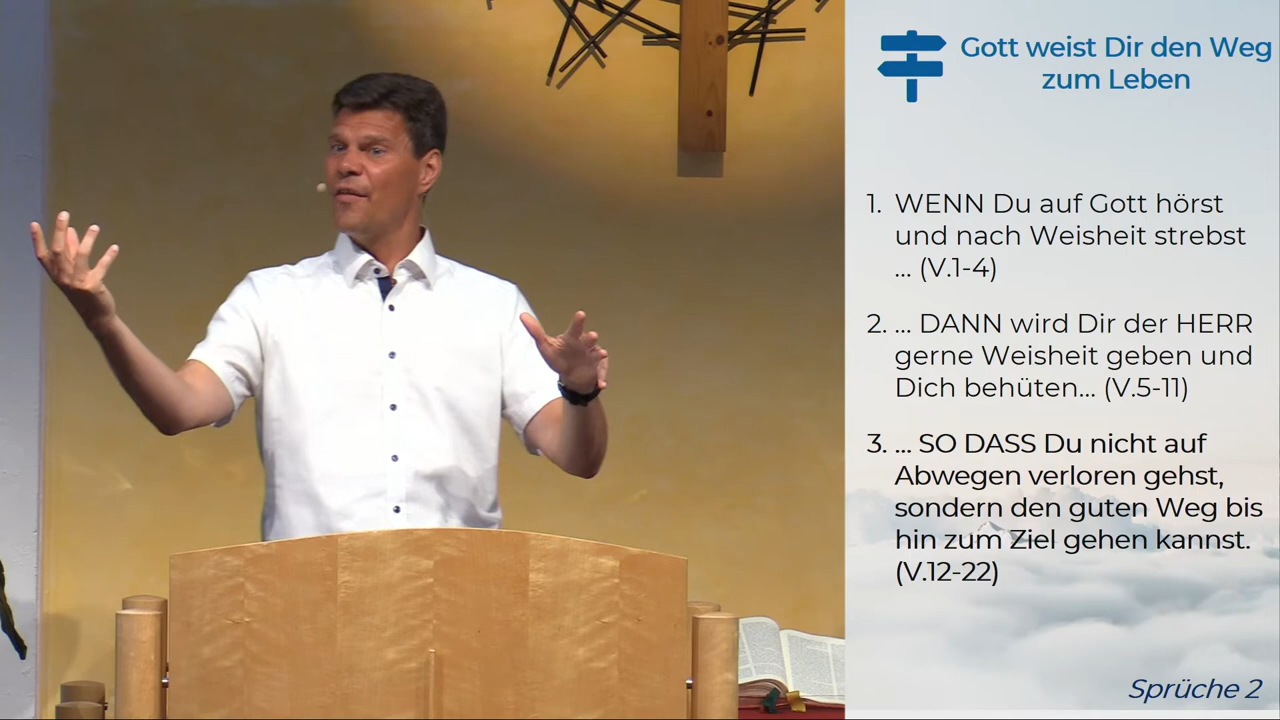 Gott weist Dir den Weg
zum Leben
1. WENN Du auf Gott hörst
und nach Weisheit strebst
... (V.1-4)
2. ... DANN wird Dir der HERR
gerne Weisheit geben und
Dich behüten... (V.5-11)
3. ... SO DASS Du nicht auf
Abwegen verloren gehst,
sondern den guten Weg bis
hin zum Ziel gehen kannst.
(V.12-22)
Sprüche 2